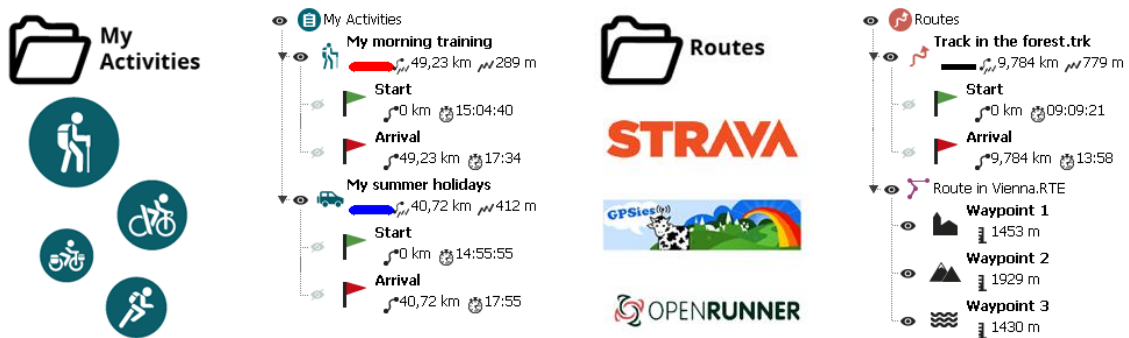 My
Activities
My Activities
My morning training
49,23 km 289 m
Start
0 km 15:04:40
Arrival
49,23 km 17:34
My summer holidays
40,72 km 412 m
Start
0 km 14:55:55
Arrival
40,72 km 17:55
Routes
STRAVA
GPSies
OPENRUNNER
Routes
Track in the forest.trk
9,784 km 779 m
Start
0 km 09:09:21
Arrival
9,784 km 13:58
Route in Vienna.RTE
Waypoint 1
1453 m
Waypoint 2
1929 m
Waypoint 3
1430 m